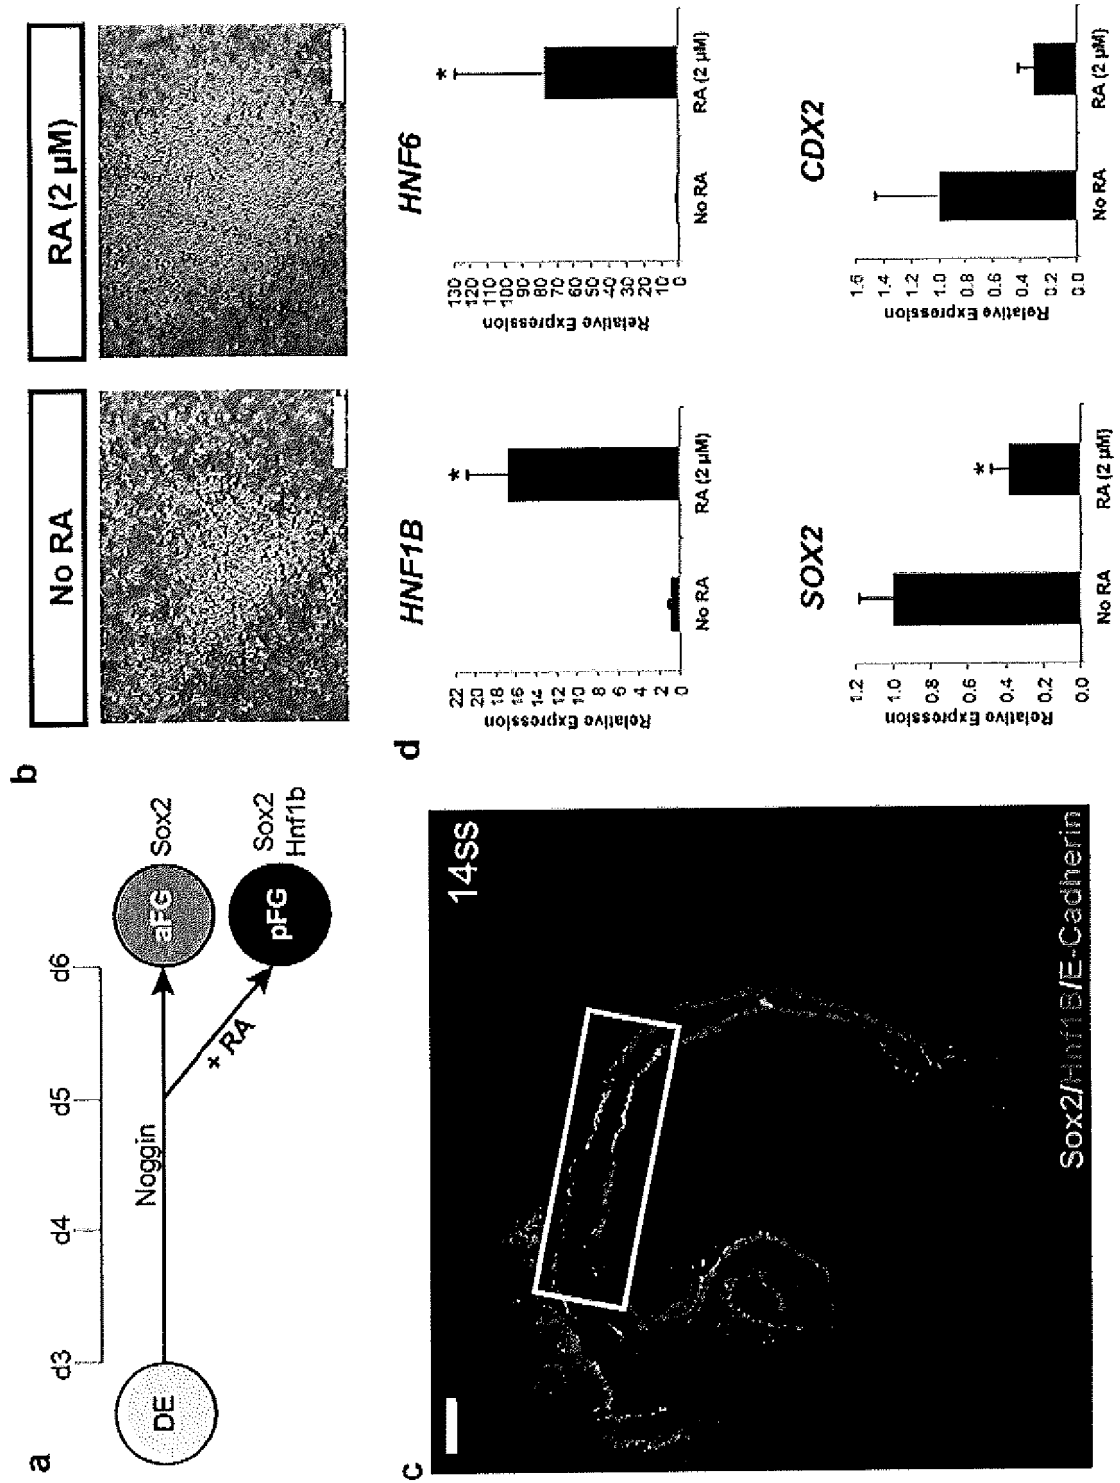 a
d3
d4
d5
d6
DE
Noggin
+ RA
aFG
Sox2
pFG
Sox2
Hnf1b
b
No RA
RA (2 µM)
c
14ss
Sox2/Hnf1B/E-Cadherin
d
HNF1B
Relative Expression
22
20
18
16
14
12
10
8
6
4
2
0
*
No RA
RA (2 µM)
HNF6
Relative Expression
130
120
110
100
90
80
70
60
50
40
30
20
10
0
*
No RA
RA (2 µM)
SOX2
Relative Expression
1.2
1.0
0.8
0.6
0.4
0.2
0.0
*
No RA
RA (2 µM)
CDX2
Relative Expression
1.6
1.4
1.2
1.0
0.8
0.6
0.4
0.2
0.0
No RA
RA (2 µM)